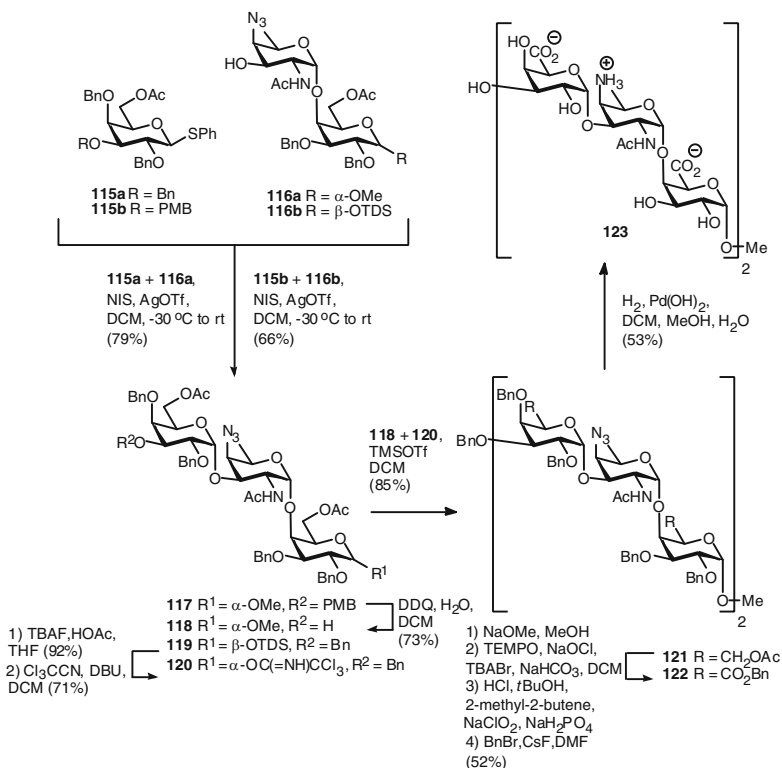 N3
O
HO
AcHN
O
OAc
O
BnO
BnO
R
BnO
OAc
O
SPh
RO
BnO
115a R = Bn
115b R = PMB
116a R = α-OMe
116b R = β-OTDS
HO
CO2
⊖
O
HO
HO
O
⊕
NH3
O
AcHN
O
CO2
⊖
O
HO
HO
O
Me
2
123
115a + 116a,
NIS, AgOTf,
DCM, -30 ºC to rt
(79%)
115b + 116b,
NIS, AgOTf,
DCM, -30 ºC to rt
(66%)
H2, Pd(OH)2,
DCM, MeOH, H2O
(53%)
BnO
OAc
O
R2O
BnO
O
N3
O
AcHN
O
OAc
O
BnO
BnO
R1
118 + 120,
TMSOTf
DCM
(85%)
BnO
R
O
BnO
BnO
O
N3
O
AcHN
O
R
O
BnO
BnO
O
Me
2
117 R1 = α-OMe, R2 = PMB
118 R1 = α-OMe, R2 = H
119 R1 = β-OTDS, R2 = Bn
120 R1 = α-OC(=NH)CCl3, R2 = Bn
DDQ, H2O,
DCM
(73%)
1) TBAF,HOAc,
THF (92%)
2) Cl3CCN, DBU,
DCM (71%)
1) NaOMe, MeOH
2) TEMPO, NaOCl,
TBABr, NaHCO3, DCM
3) HCl, tBuOH,
2-methyl-2-butene,
NaClO2, NaH2PO4
4) BnBr,CsF,DMF
(52%)
121 R = CH2OAc
122 R = CO2Bn